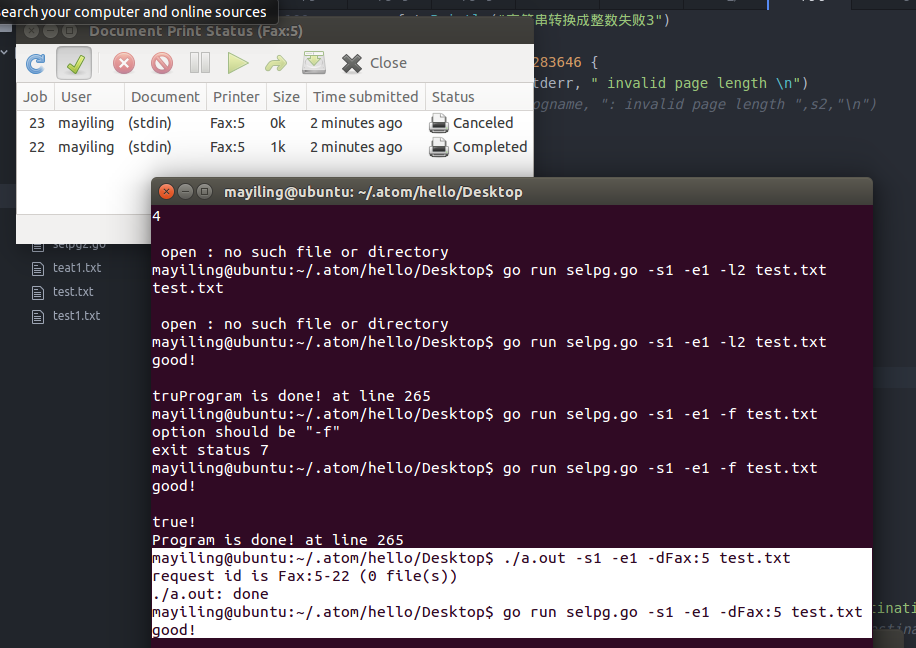 earch your computer and online sources
Document Print Status (Fax:5)
Close
Job User Document Printer Size Time submitted Status
23 mayiling (stdin) Fax:5 0k 2 minutes ago Canceled
22 mayiling (stdin) Fax:5 1k 2 minutes ago Completed
字符串转换成整数失败3")
283646 {
tderr, " invalid page length \n")
pgname, ": invalid page length ",s2,"\n")
selpg2.go
teat1.txt
test.txt
test1.txt
mayiling@ubuntu: ~/.atom/hello/Desktop
4
open : no such file or directory
mayiling@ubuntu:~/.atom/hello/Desktop$ go run selpg.go -s1 -e1 -l2 test.txt
test.txt
open : no such file or directory
mayiling@ubuntu:~/.atom/hello/Desktop$ go run selpg.go -s1 -e1 -l2 test.txt
good!
truProgram is done! at line 265
mayiling@ubuntu:~/.atom/hello/Desktop$ go run selpg.go -s1 -e1 -f test.txt
option should be "-f"
exit status 7
mayiling@ubuntu:~/.atom/hello/Desktop$ go run selpg.go -s1 -e1 -f test.txt
good!
true!
Program is done! at line 265
mayiling@ubuntu:~/.atom/hello/Desktop$ ./a.out -s1 -e1 -dFax:5 test.txt
request id is Fax:5-22 (0 file(s))
./a.out: done
mayiling@ubuntu:~/.atom/hello/Desktop$ go run selpg.go -s1 -e1 -dFax:5 test.txt
good!
tinati